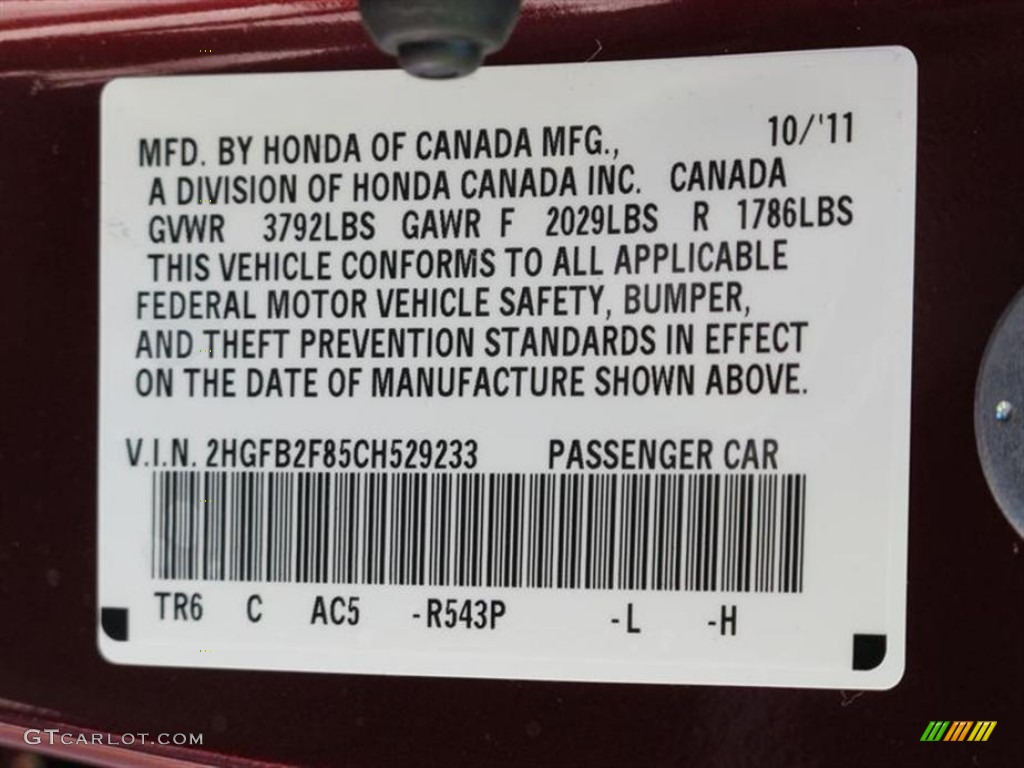 10/'11
MFD. BY HONDA OF CANADA MFG.,
A DIVISION OF HONDA CANADA INC. CANADA
GVWR 3792LBS GAWR F 2029LBS R 1786LBS
THIS VEHICLE CONFORMS TO ALL APPLICABLE
FEDERAL MOTOR VEHICLE SAFETY, BUMPER,
AND THEFT PREVENTION STANDARDS IN EFFECT
ON THE DATE OF MANUFACTURE SHOWN ABOVE.
V.I.N. 2HGFB2F85CH529233 PASSENGER CAR
TR6 C AC5 -R543P -L -H
GTCARLOT.COM